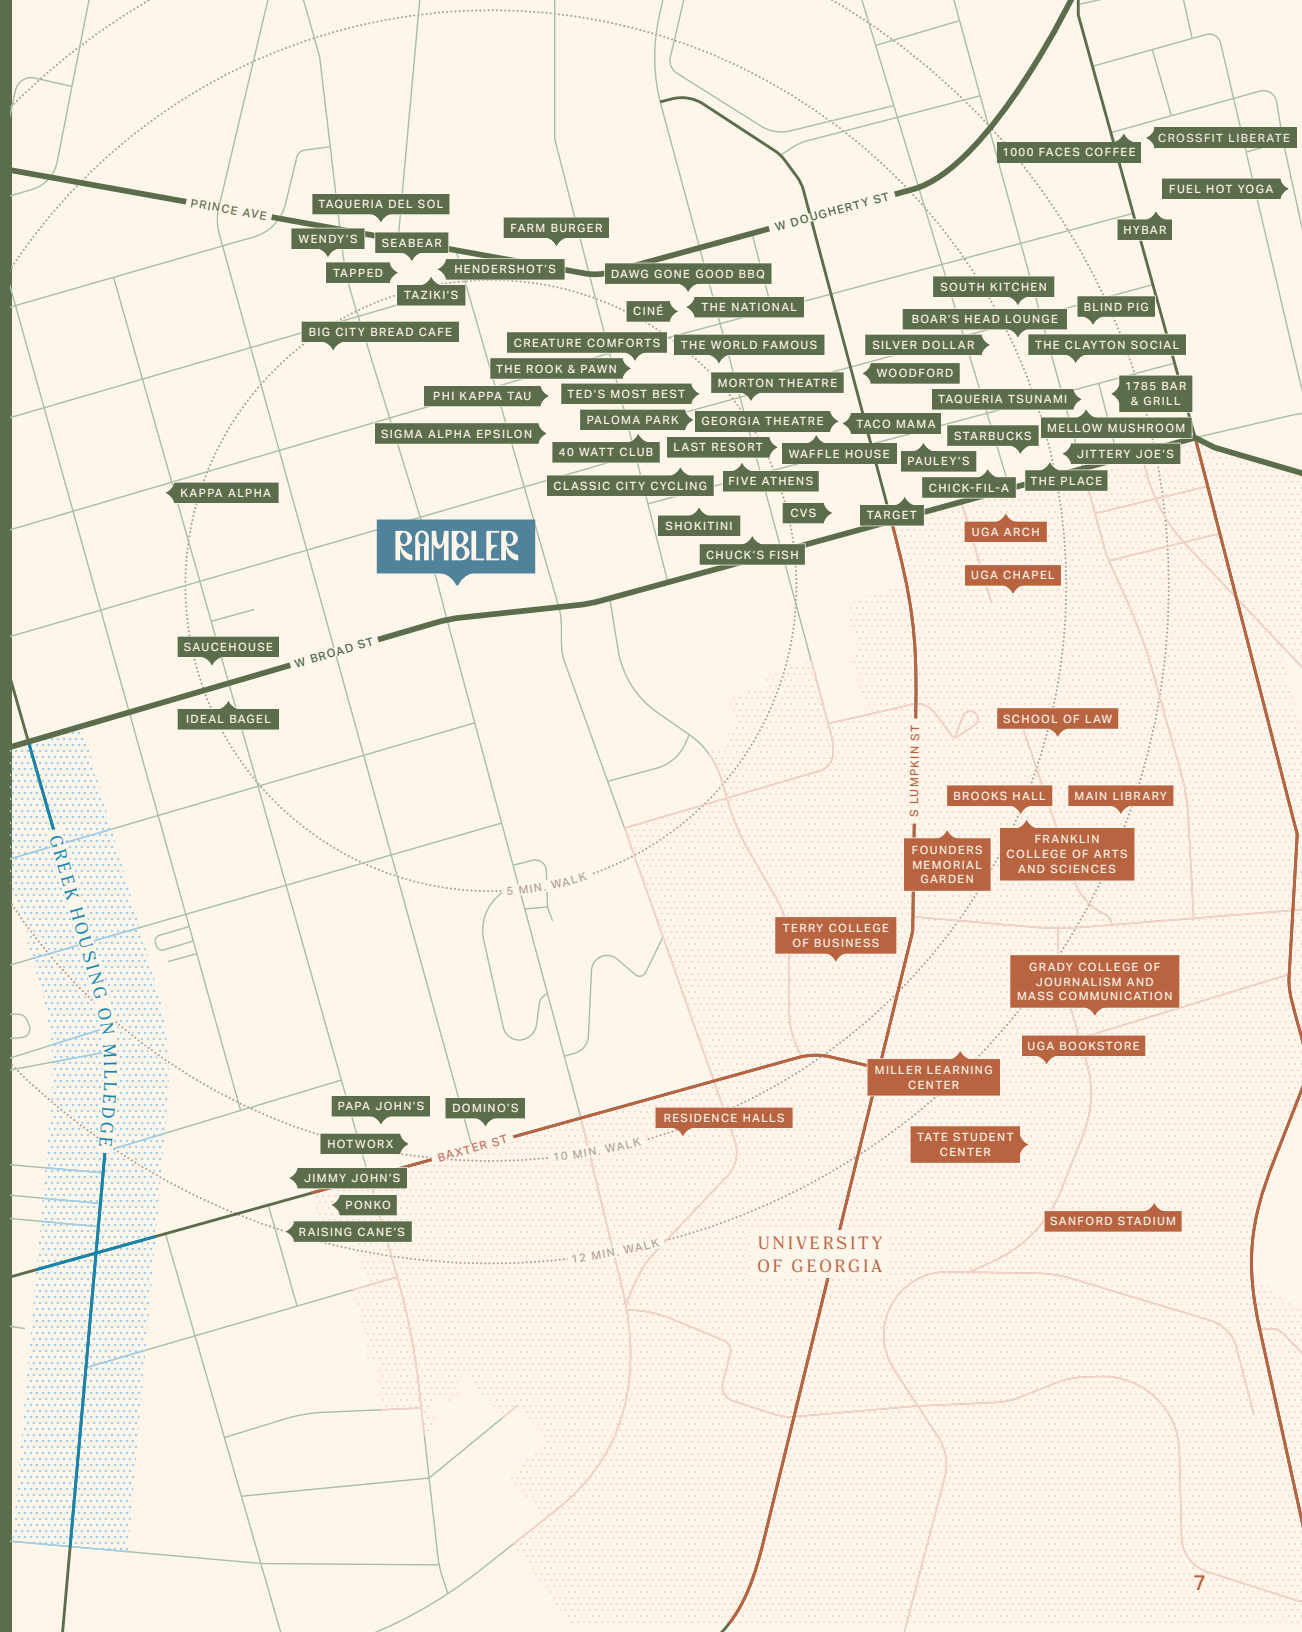 CROSSFIT LIBERATE
1000 FACES COFFEE
FUEL HOT YOGA
PRINCE AVE
TAQUERIA DEL SOL
W DOUGHERTY ST
HYBAR
FARM BURGER
WENDY'S
SEABEAR
TAPPED
HENDERSHOT'S
DAWG GONE GOOD BBQ
TAZIKI'S
SOUTH KITCHEN
CINÉ
THE NATIONAL
BLIND PIG
BOAR'S HEAD LOUNGE
BIG CITY BREAD CAFE
CREATURE COMFORTS
THE WORLD FAMOUS
SILVER DOLLAR
THE CLAYTON SOCIAL
THE ROOK & PAWN
WOODFORD
MORTON THEATRE
1785 BAR
& GRILL
PHI KAPPA TAU
TED'S MOST BEST
TAQUERIA TSUNAMI
PALOMA PARK
GEORGIA THEATRE
TACO MAMA
MELLOW MUSHROOM
SIGMA ALPHA EPSILON
STARBUCKS
40 WATT CLUB
LAST RESORT
WAFFLE HOUSE
PAULEY'S
JITTERY JOE'S
CLASSIC CITY CYCLING
FIVE ATHENS
CHICK-FIL-A
THE PLACE
KAPPA ALPHA
SHOKITINI
CVS
TARGET
UGA ARCH
RAMBLER
CHUCK'S FISH
UGA CHAPEL
SAUCEHOUSE
W BROAD ST
IDEAL BAGEL
SCHOOL OF LAW
S LUMPKIN ST
BROOKS HALL
MAIN LIBRARY
FOUNDERS
MEMORIAL
GARDEN
FRANKLIN
COLLEGE OF ARTS
AND SCIENCES
5 MIN. WALK
GREEK HOUSING ON MILLEDGE
TERRY COLLEGE
OF BUSINESS
GRADY COLLEGE OF
JOURNALISM AND
MASS COMMUNICATION
UGA BOOKSTORE
MILLER LEARNING
CENTER
PAPA JOHN'S
DOMINO'S
RESIDENCE HALLS
HOTWORX
BAXTER ST
10 MIN. WALK
TATE STUDENT
CENTER
JIMMY JOHN'S
PONKO
RAISING CANE'S
SANFORD STADIUM
12 MIN. WALK
UNIVERSITY
OF GEORGIA
7